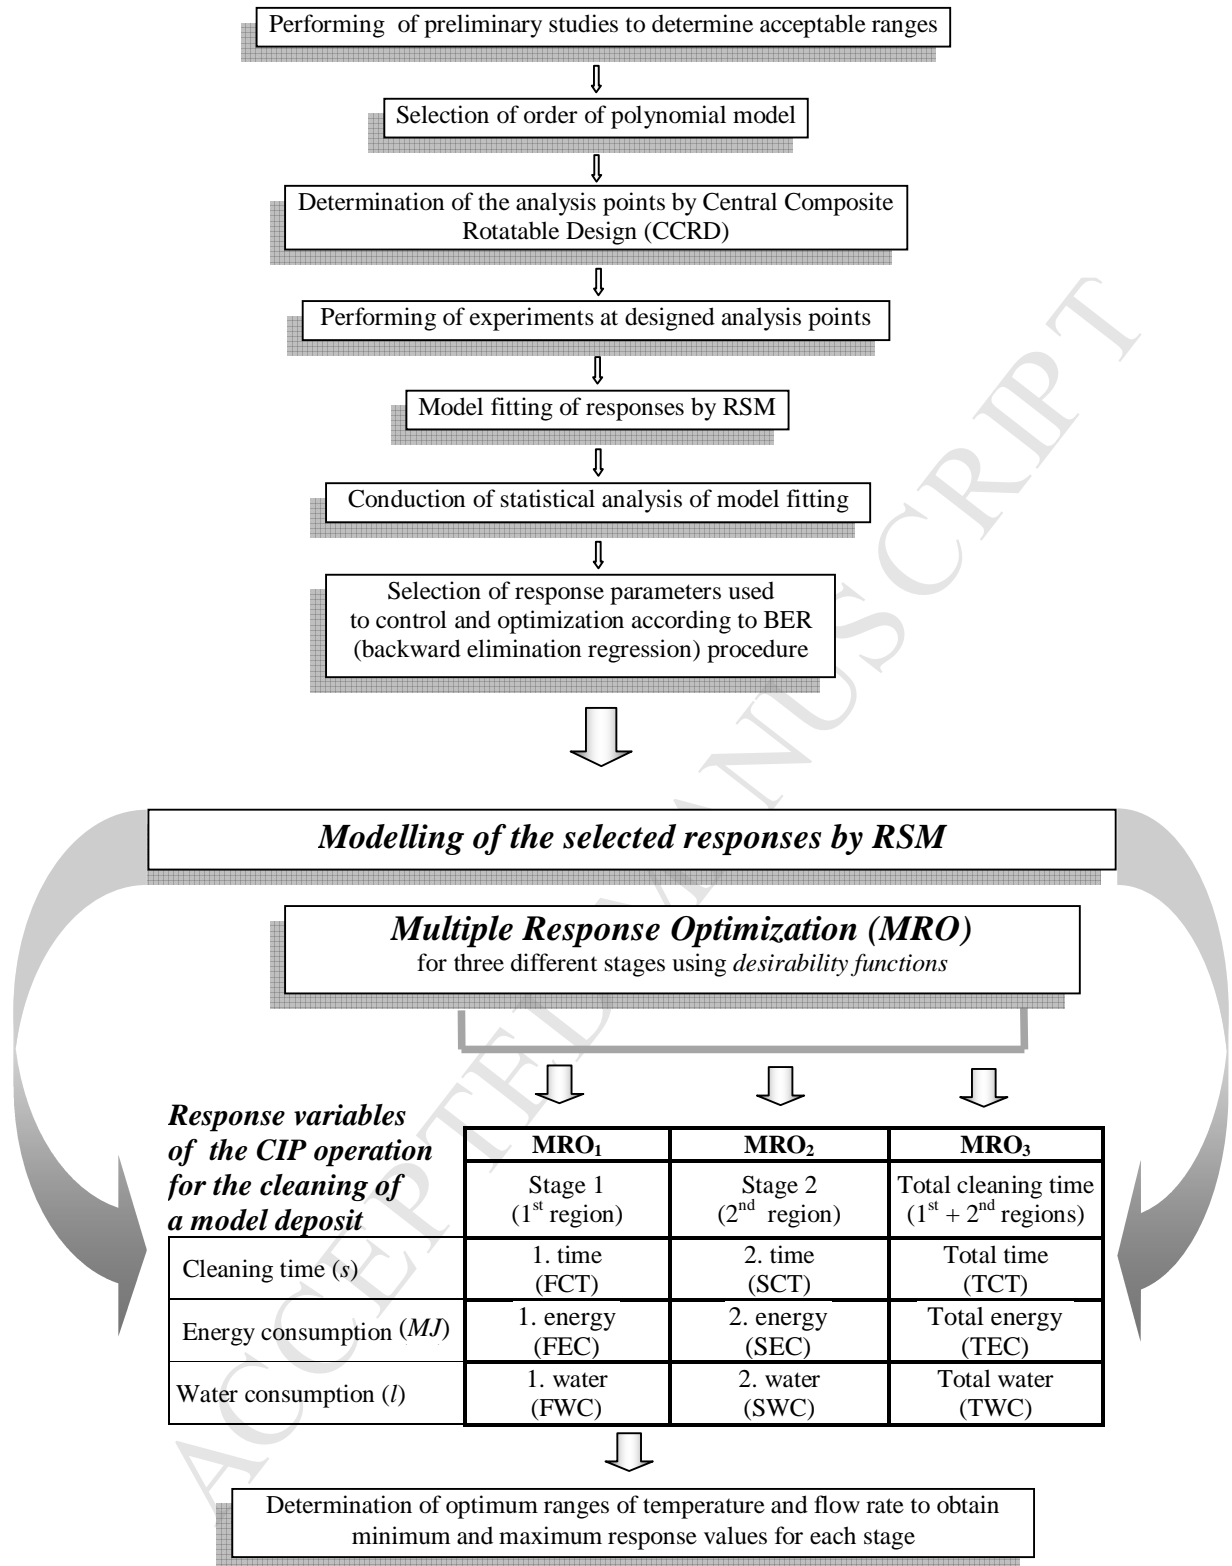 Performing of preliminary studies to determine acceptable ranges
Selection of order of polynomial model
Determination of the analysis points by Central Composite
Rotatable Design (CCRD)
Performing of experiments at designed analysis points
Model fitting of responses by RSM
Conduction of statistical analysis of model fitting
Selection of response parameters used
to control and optimization according to BER
(backward elimination regression) procedure
Modelling of the selected responses by RSM
Multiple Response Optimization (MRO)
for three different stages using desirability functions
Response variables
of the CIP operation
for the cleaning of
a model deposit
MRO₁ MRO₂ MRO₃
Stage 1 Stage 2 Total cleaning time
(1st region) (2nd region) (1st + 2nd regions)
Cleaning time (s) 1. time 2. time Total time
(FCT) (SCT) (TCT)
Energy consumption (MJ) 1. energy 2. energy Total energy
(FEC) (SEC) (TEC)
Water consumption (l) 1. water 2. water Total water
(FWC) (SWC) (TWC)
Determination of optimum ranges of temperature and flow rate to obtain
minimum and maximum response values for each stage
ACCEPTED MANUSCRIPT